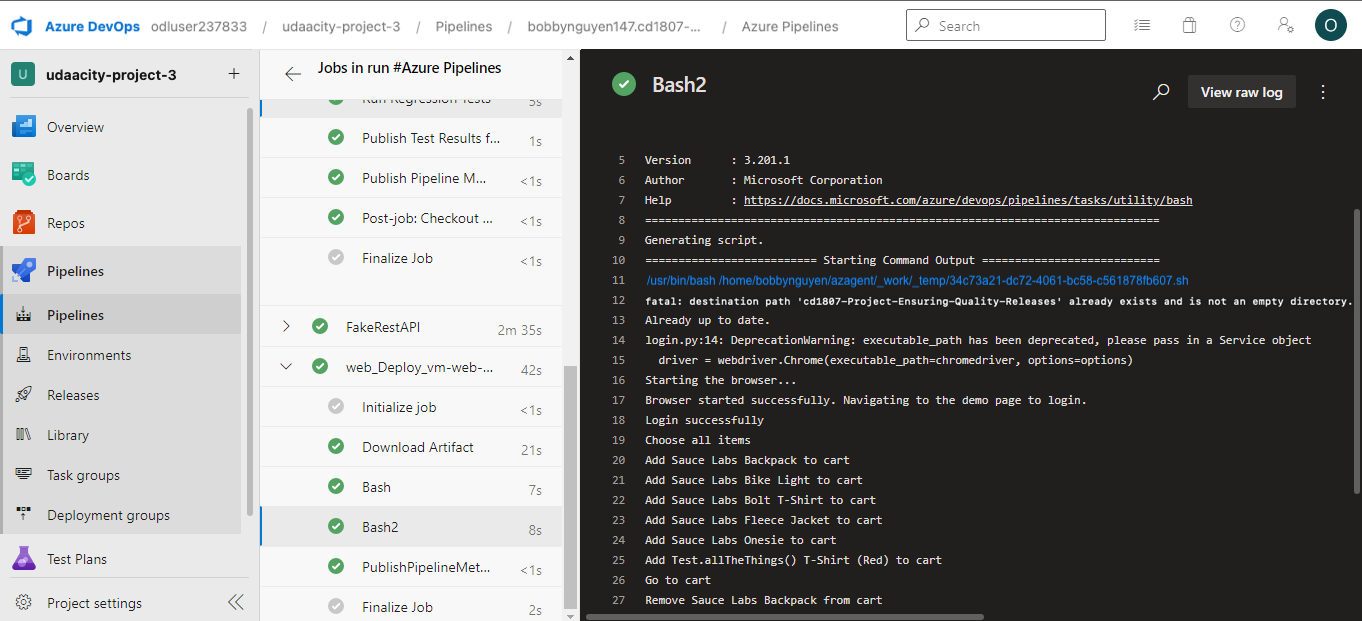 Azure DevOps odluser237833 / udaacity-project-3 / Pipelines / bobbynguyen147.cd1807-... / Azure Pipelines
Search
O
U udaacity-project-3 +
Overview
Boards
Repos
Pipelines
Pipelines
Environments
Releases
Library
Task groups
Deployment groups
Test Plans
Project settings
Jobs in run #Azure Pipelines
Run Regression Tests 5s
Publish Test Results f... 1s
Publish Pipeline M... <1s
Post-job: Checkout ... <1s
Finalize Job <1s
FakeRestAPI 2m 35s
web_Deploy_vm-web-... 42s
Initialize job <1s
Download Artifact 21s
Bash 7s
Bash2 8s
PublishPipelineMet... <1s
Finalize Job 2s
Bash2
View raw log
5 Version : 3.201.1
6 Author : Microsoft Corporation
7 Help : https://docs.microsoft.com/azure/devops/pipelines/tasks/utility/bash
8 ==============================================================================
9 Generating script.
10 ========================== Starting Command Output ===========================
11 /usr/bin/bash /home/bobbynguyen/azagent/_work/_temp/34c73a21-dc72-4061-bc58-c561878fb607.sh
12 fatal: destination path 'cd1807-Project-Ensuring-Quality-Releases' already exists and is not an empty directory.
13 Already up to date.
14 login.py:14: DeprecationWarning: executable_path has been deprecated, please pass in a Service object
15 driver = webdriver.Chrome(executable_path=chromedriver, options=options)
16 Starting the browser...
17 Browser started successfully. Navigating to the demo page to login.
18 Login successfully
19 Choose all items
20 Add Sauce Labs Backpack to cart
21 Add Sauce Labs Bike Light to cart
22 Add Sauce Labs Bolt T-Shirt to cart
23 Add Sauce Labs Fleece Jacket to cart
24 Add Sauce Labs Onesie to cart
25 Add Test.allTheThings() T-Shirt (Red) to cart
26 Go to cart
27 Remove Sauce Labs Backpack from cart